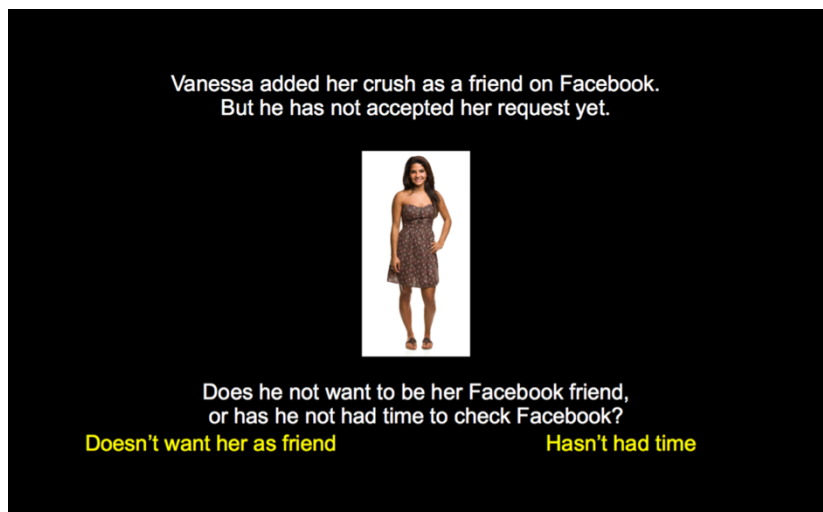 Vanessa added her crush as a friend on Facebook.
But he has not accepted her request yet.
Does he not want to be her Facebook friend,
or has he not had time to check Facebook?
Doesn't want her as friend
Hasn't had time